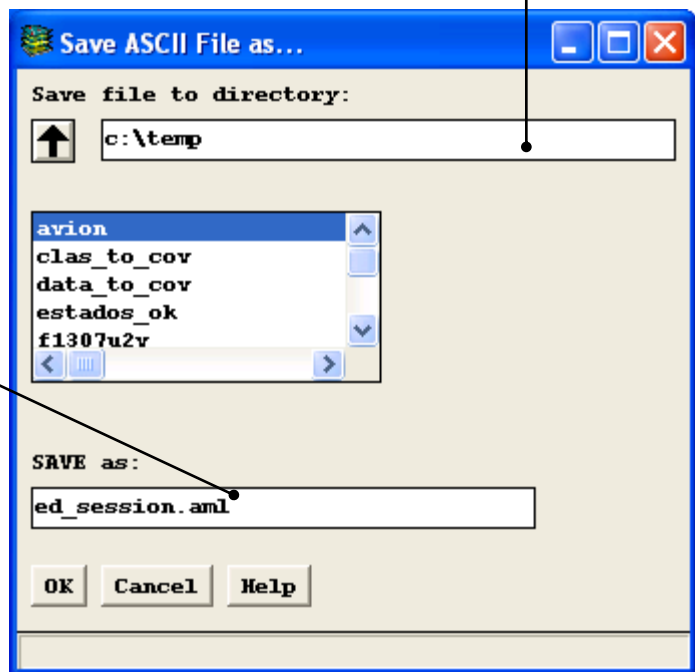 Save ASCII File as...
Save file to directory:
c:\temp
avion
clas_to_cov
data_to_cov
estados_ok
f1307u2v
SAVE as:
ed_session.aml
OK Cancel Help